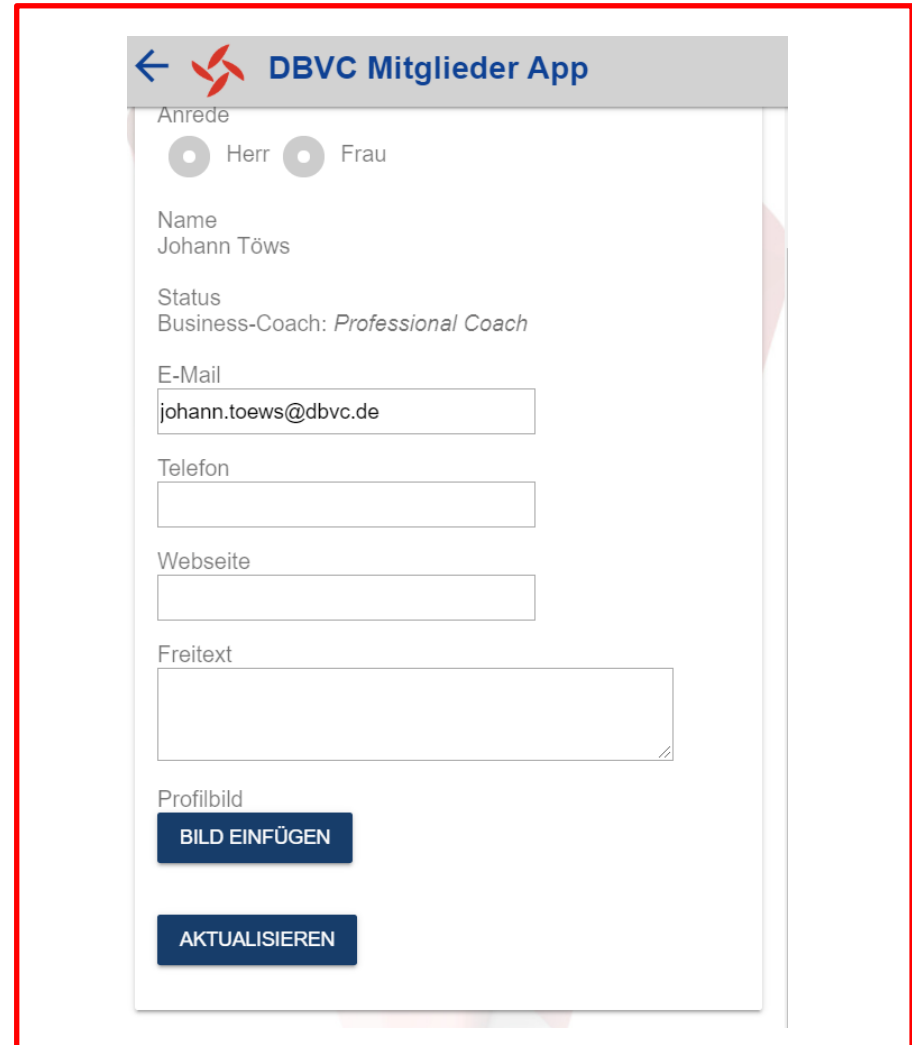 DBVC Mitglieder App
Anrede
Herr Frau
Name
Johann Töws
Status
Business-Coach: Professional Coach
E-Mail
johann.toews@dbvc.de
Telefon
Webseite
Freitext
Profilbild
BILD EINFÜGEN
AKTUALISIEREN